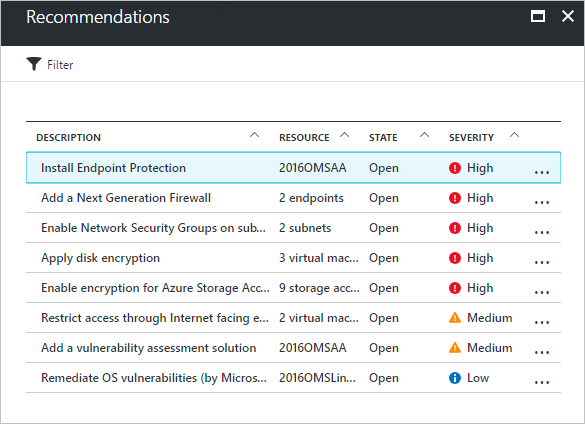 Recommendations
Filter
DESCRIPTION RESOURCE STATE SEVERITY
Install Endpoint Protection 2016OMSAA Open High ...
Add a Next Generation Firewall 2 endpoints Open High ...
Enable Network Security Groups on sub... 2 subnets Open High ...
Apply disk encryption 3 virtual mac... Open High ...
Enable encryption for Azure Storage Acc... 9 storage acc... Open High ...
Restrict access through Internet facing e... 2 virtual mac... Open Medium ...
Add a vulnerability assessment solution 2016OMSAA Open Medium ...
Remediate OS vulnerabilities (by Micros... 2016OMSLin... Open Low ...